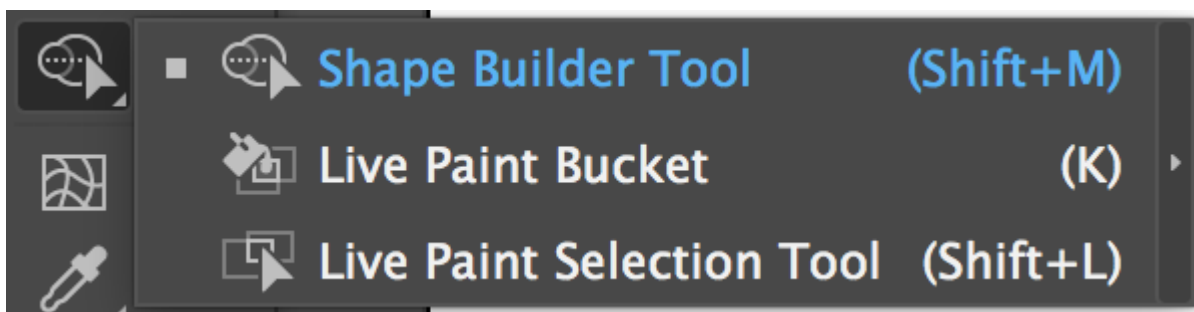 Shape Builder Tool (Shift+M)
Live Paint Bucket (K)
Live Paint Selection Tool (Shift+L)